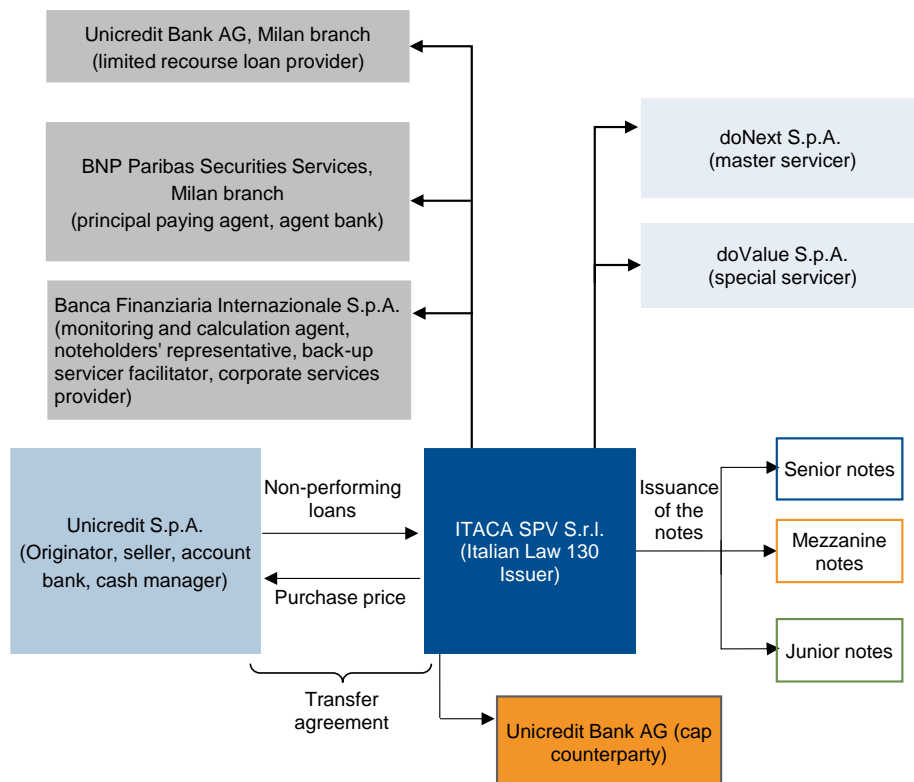 Unicredit Bank AG, Milan branch
(limited recourse loan provider)
BNP Paribas Securities Services,
Milan branch
(principal paying agent, agent bank)
Banca Finanziaria Internazionale S.p.A.
(monitoring and calculation agent,
noteholders' representative, back-up
servicer facilitator, corporate services
provider)
doNext S.p.A.
(master servicer)
doValue S.p.A.
(special servicer)
Unicredit S.p.A.
(Originator, seller, account
bank, cash manager)
Non-performing
loans
Purchase price
Transfer
agreement
ITACA SPV S.r.l.
(Italian Law 130
Issuer)
Issuance
of the
notes
Senior notes
Mezzanine
notes
Junior notes
Unicredit Bank AG (cap
counterparty)